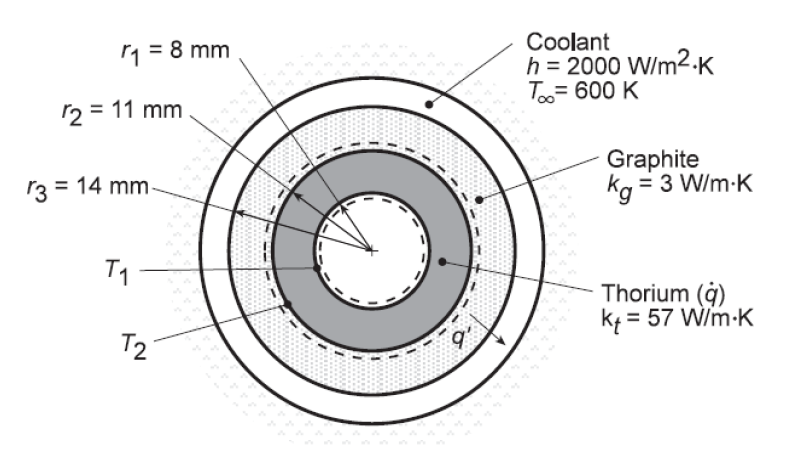 r₁ = 8 mm
r₂ = 11 mm
r₃ = 14 mm
T₁
T₂
Coolant
h = 2000 W/m²·K
T∞= 600 K
Graphite
kg = 3 W/m·K
Thorium (q̇)
kt = 57 W/m·K
q'